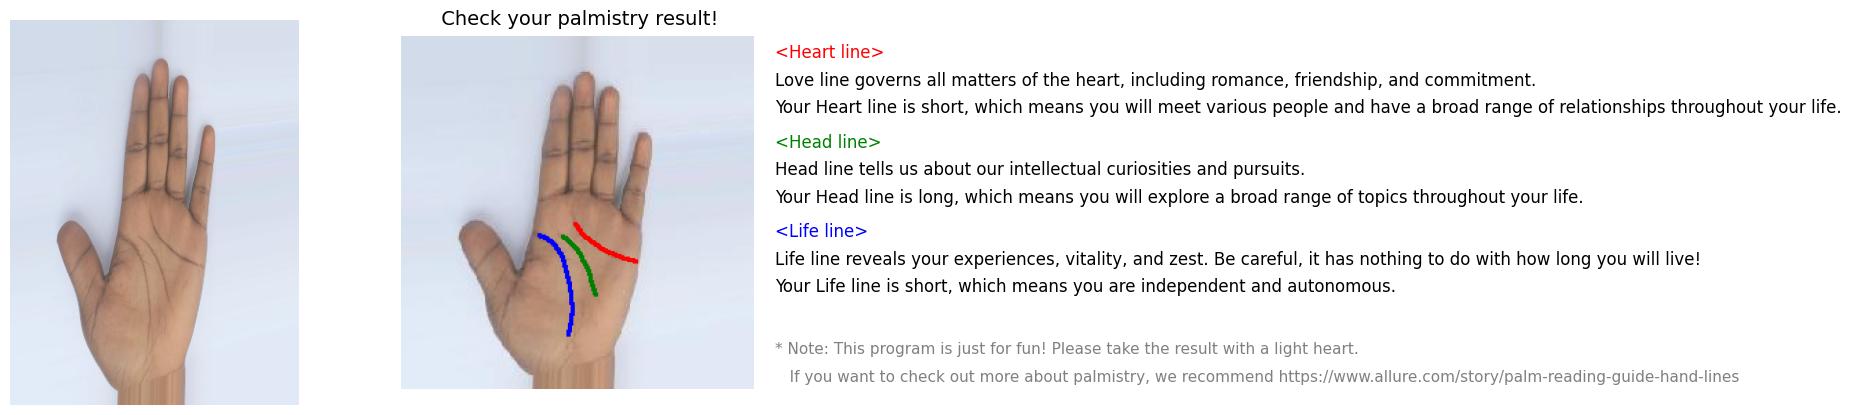 Check your palmistry result!
<Heart line>
Love line governs all matters of the heart, including romance, friendship, and commitment.
Your Heart line is short, which means you will meet various people and have a broad range of relationships throughout your life.
<Head line>
Head line tells us about our intellectual curiosities and pursuits.
Your Head line is long, which means you will explore a broad range of topics throughout your life.
<Life line>
Life line reveals your experiences, vitality, and zest. Be careful, it has nothing to do with how long you will live!
Your Life line is short, which means you are independent and autonomous.
* Note: This program is just for fun! Please take the result with a light heart.
If you want to check out more about palmistry, we recommend https://www.allure.com/story/palm-reading-guide-hand-lines